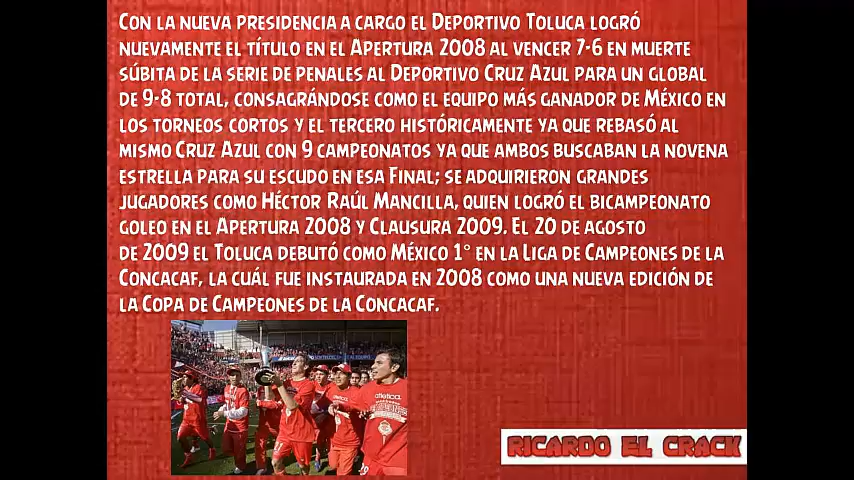 Con la nueva presidencia a cargo el Deportivo Toluca logró
nuevamente el título en el Apertura 2008 al vencer 7-6 en muerte
súbita de la serie de penales al Deportivo Cruz Azul para un global
de 9-8 total, consagrándose como el equipo más ganador de México en
los torneos cortos y el tercero históricamente ya que rebasó al
mismo Cruz Azul con 9 campeonatos ya que ambos buscaban la novena
estrella para su escudo en esa Final; se adquirieron grandes
jugadores como Héctor Raúl Mancilla, quien logró el bicampeonato
goleo en el Apertura 2008 y Clausura 2009. El 20 de agosto
de 2009 el Toluca debutó como México 1° en la Liga de Campeones de la
Concacaf, la cuál fue instaurada en 2008 como una nueva edición de
la Copa de Campeones de la Concacaf.
atletica
atletica
RICARDO EL CRACK